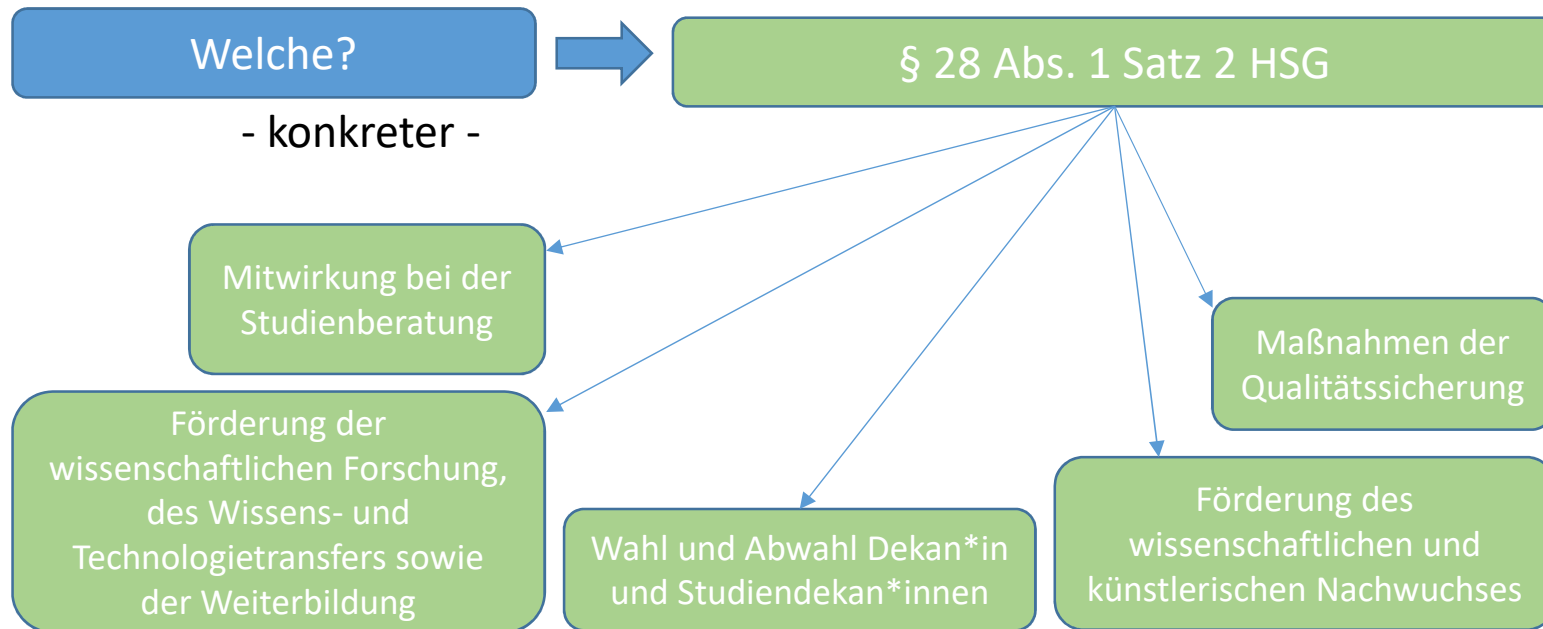 Welche?
§ 28 Abs. 1 Satz 2 HSG
- konkreter -
Mitwirkung bei der
Studienberatung
Maßnahmen der
Qualitätssicherung
Förderung der
wissenschaftlichen Forschung,
des Wissens- und
Technologietransfers sowie
der Weiterbildung
Wahl und Abwahl Dekan*in
und Studiendekan*innen
Förderung des
wissenschaftlichen und
künstlerischen Nachwuchses